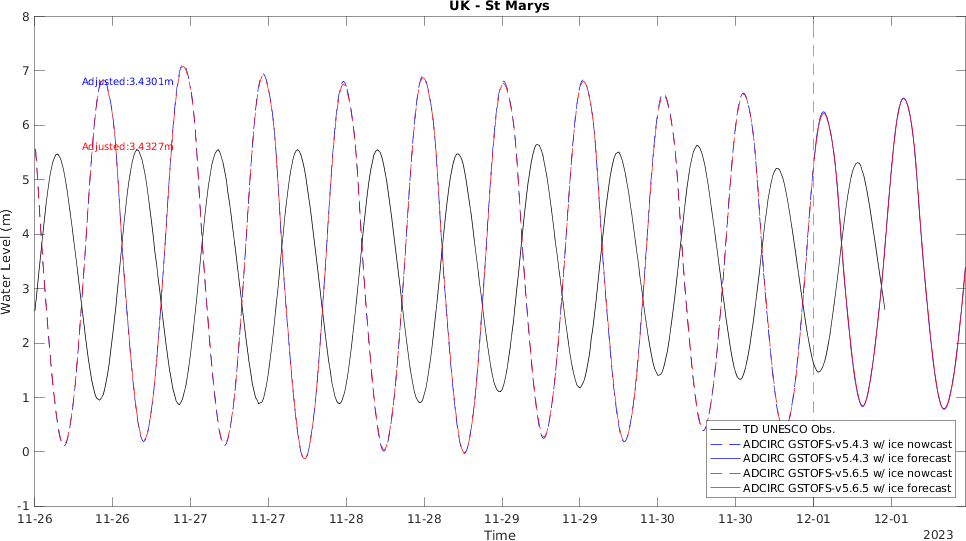 UK - St Marys
8
7
6
5
4
3
2
1
0
-1
Water Level (m)
Adjusted:3.4301m
Adjusted:3.4327m
TD UNESCO Obs.
ADCIRC GSTOFS-v5.4.3 w/ ice nowcast
ADCIRC GSTOFS-v5.4.3 w/ ice forecast
ADCIRC GSTOFS-v5.6.5 w/ ice nowcast
ADCIRC GSTOFS-v5.6.5 w/ ice forecast
11-26 11-26 11-27 11-27 11-28 11-28 11-29 11-29 11-30 11-30 12-01 12-01
Time
2023